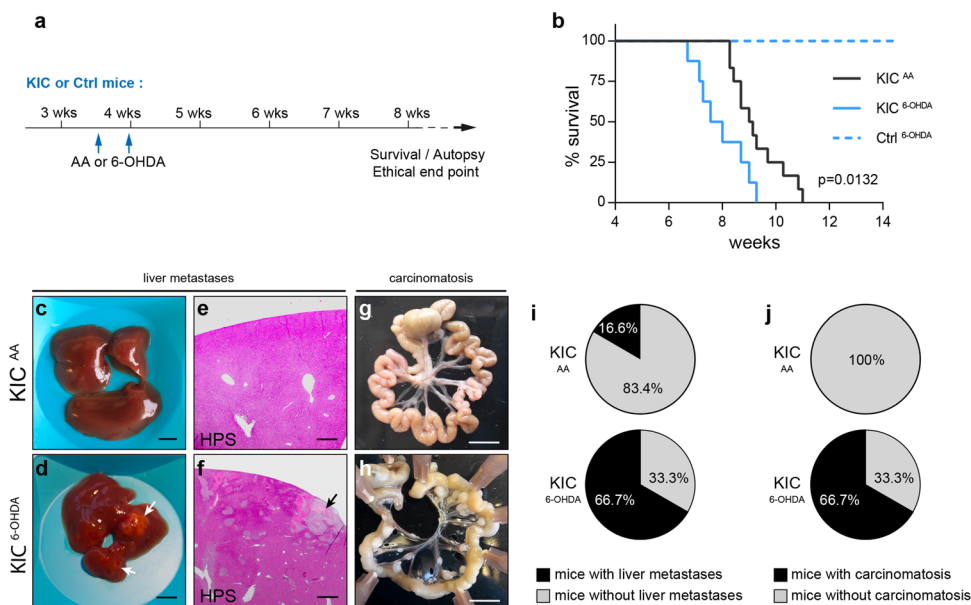 a
KIC or Ctrl mice :
3 wks 4 wks 5 wks 6 wks 7 wks 8 wks
AA or 6-OHDA
Survival / Autopsy
Ethical end point
b
% survival
100
75
50
25
0
4 6 8 10 12 14
weeks
KIC AA
KIC 6-OHDA
Ctrl 6-OHDA
p=0.0132
liver metastases
carcinomatosis
KIC AA
c
e
HPS
g
KIC 6-OHDA
d
f
HPS
h
i
KIC
AA
16.6%
83.4%
KIC
6-OHDA
33.3%
66.7%
mice with liver metastases
mice without liver metastases
j
KIC
AA
100%
KIC
6-OHDA
33.3%
66.7%
mice with carcinomatosis
mice without carcinomatosis